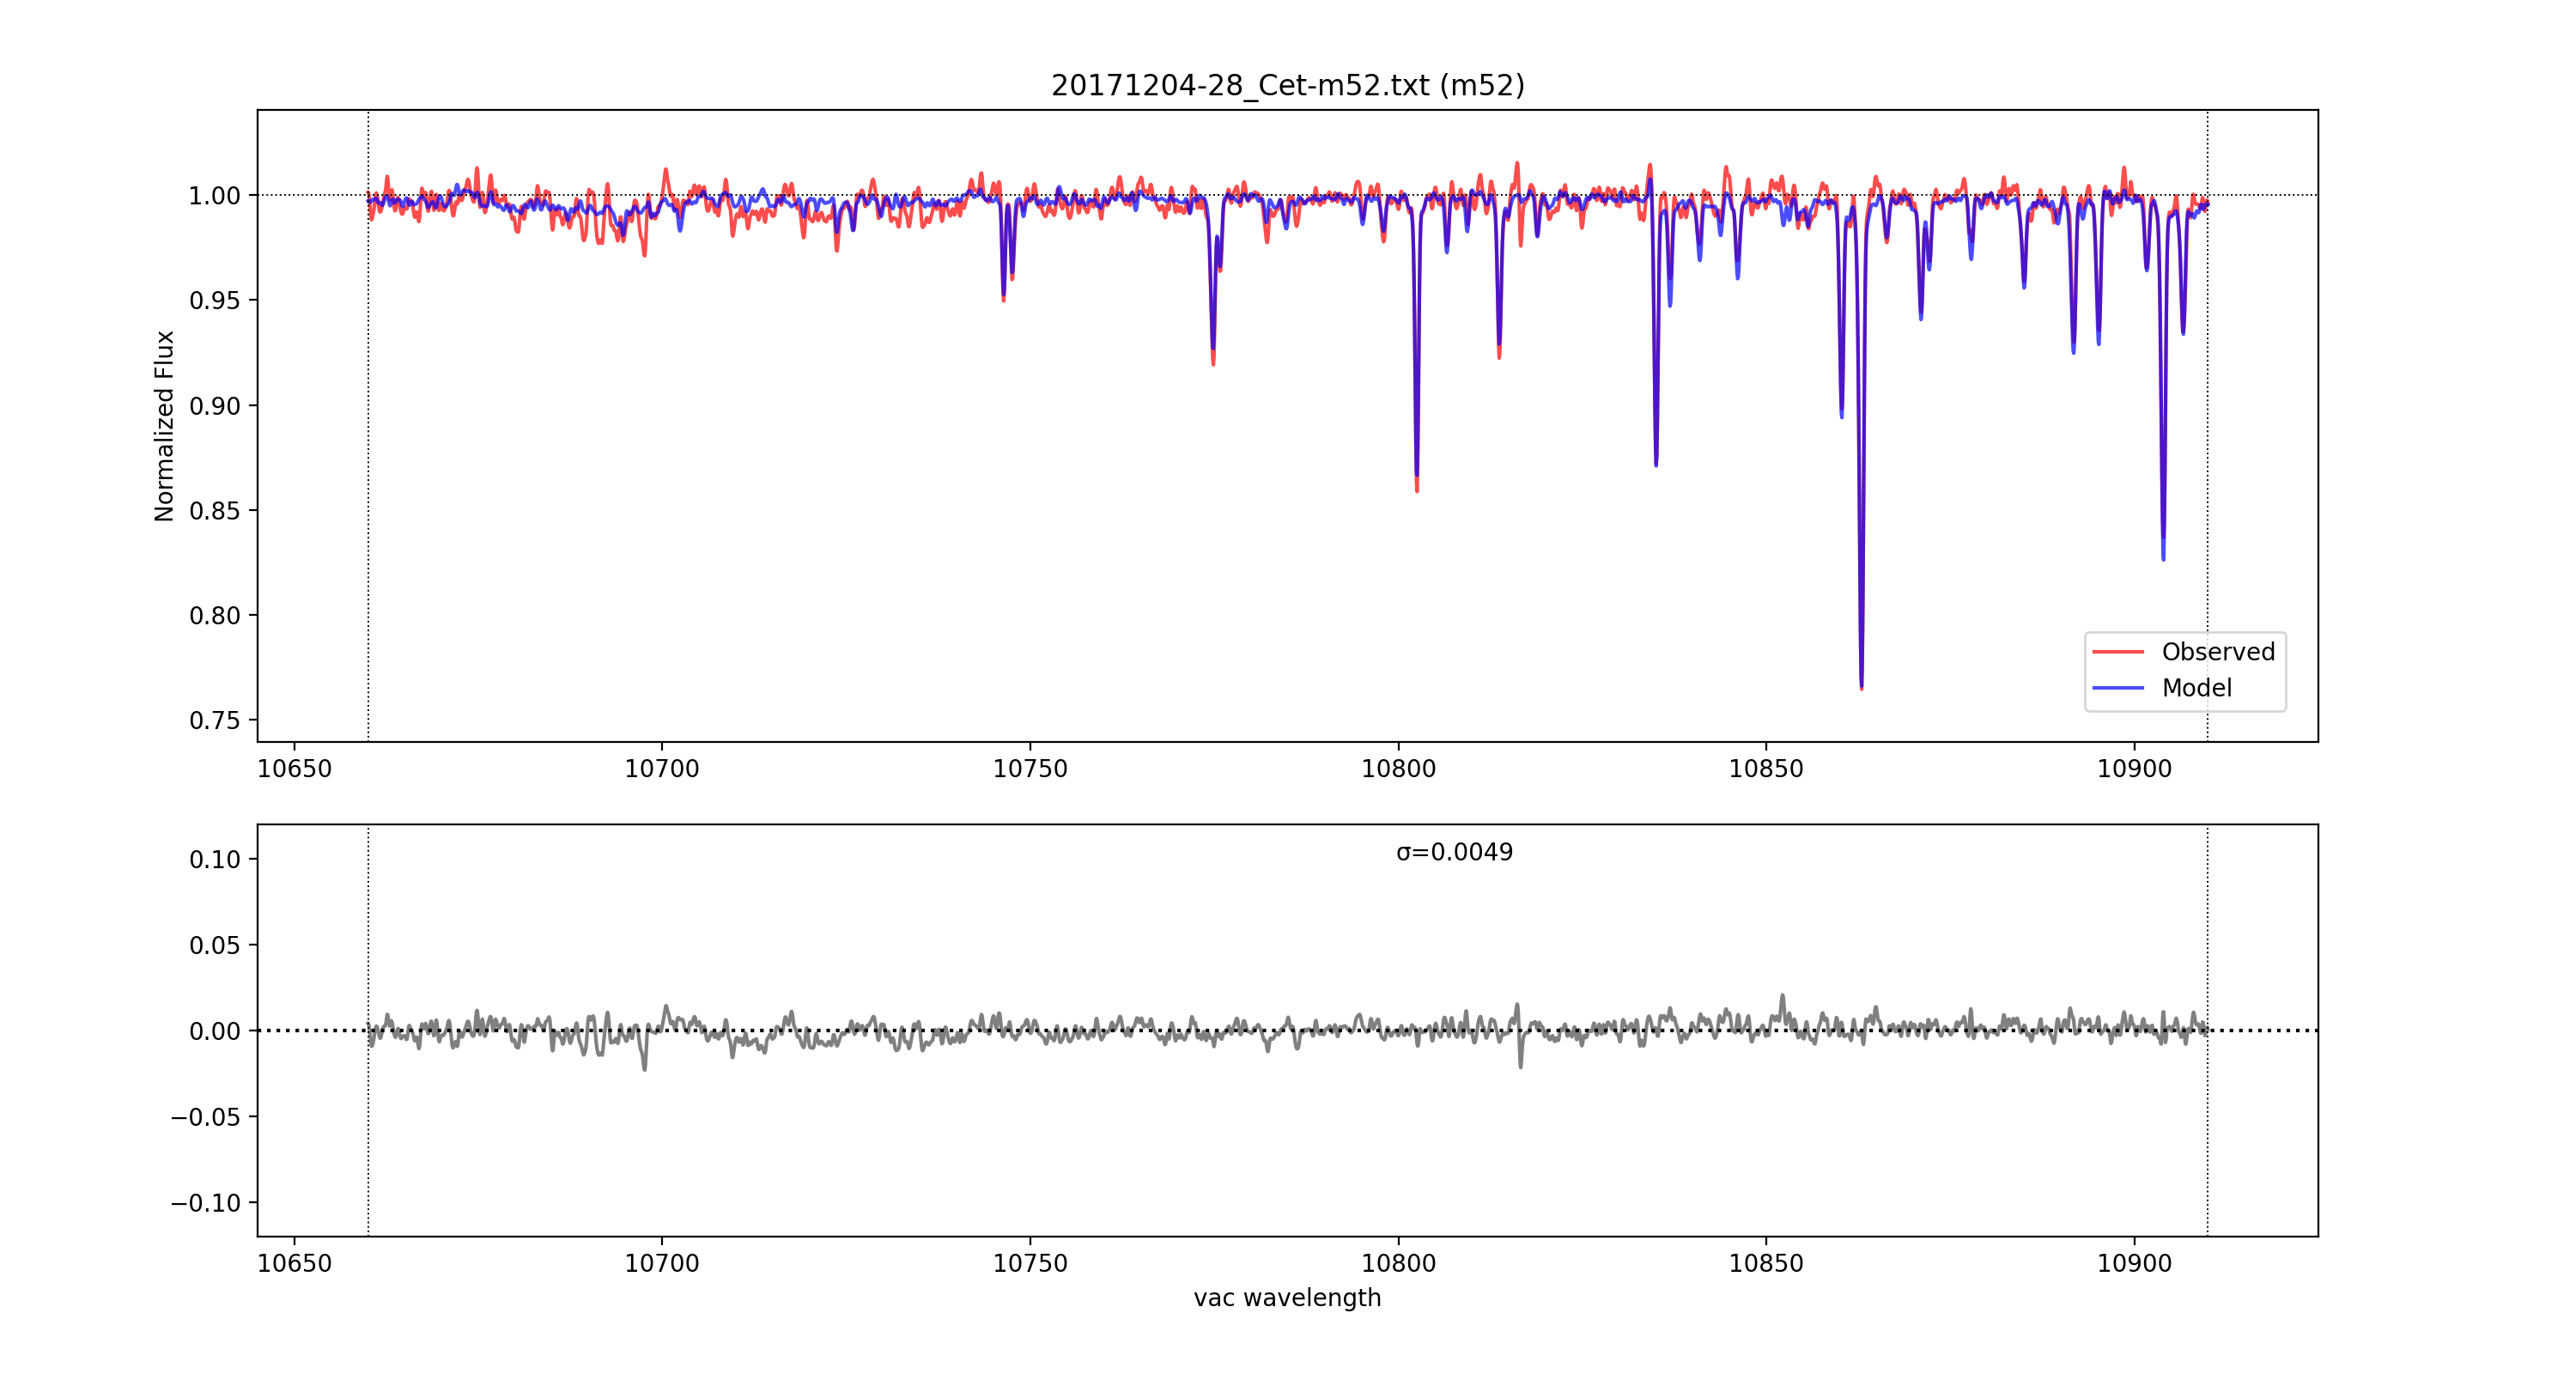 20171204-28_Cet-m52.txt (m52)
Normalized Flux
1.00
0.95
0.90
0.85
0.80
0.75
Observed
Model
10650 10700 10750 10800 10850 10900
σ=0.0049
0.10
0.05
0.00
−0.05
−0.10
10650 10700 10750 10800 10850 10900
vac wavelength